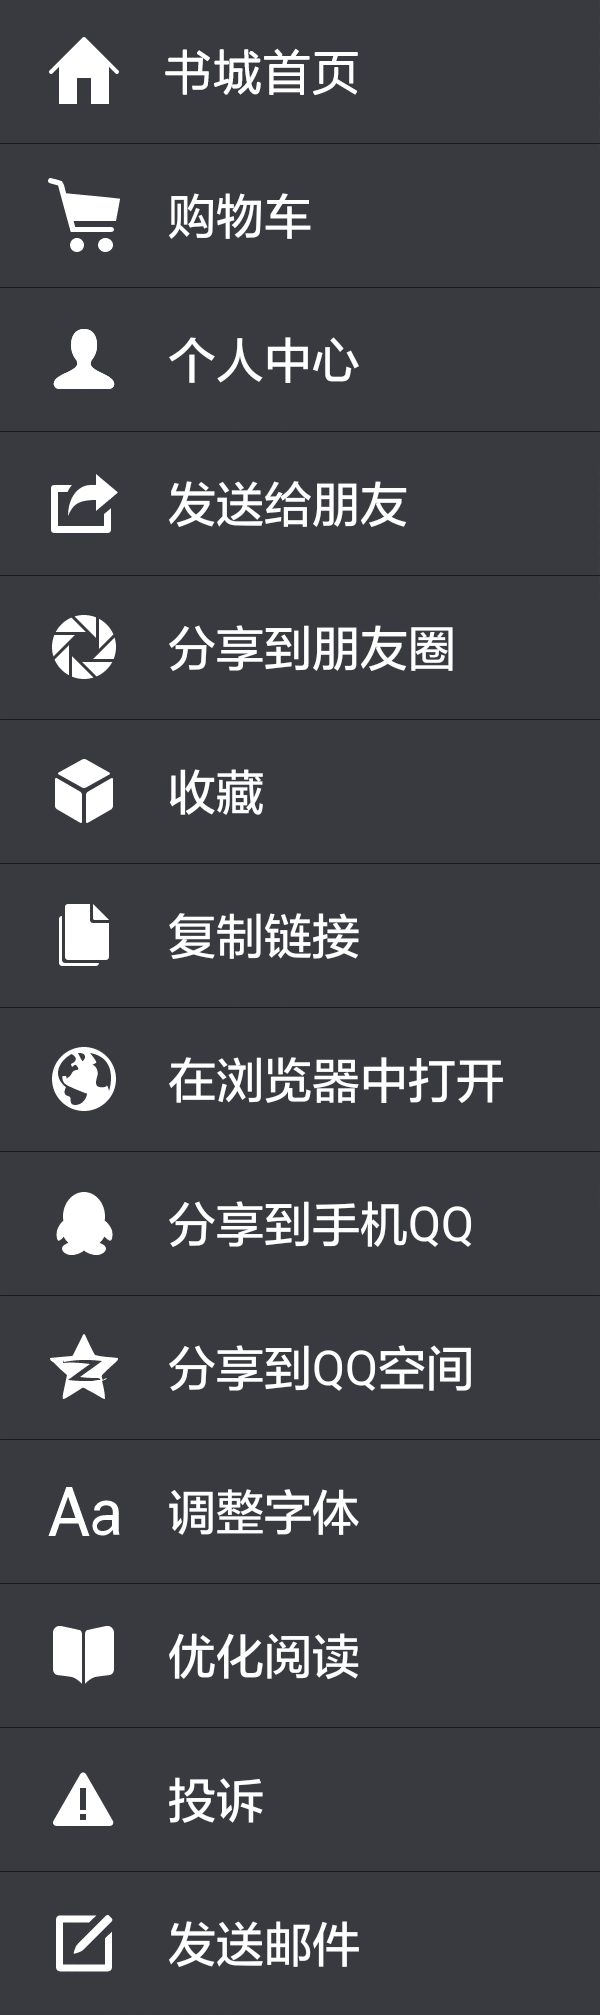 书城首页
购物车
个人中心
发送给朋友
分享到朋友圈
收藏
复制链接
在浏览器中打开
分享到手机QQ
分享到QQ空间
Aa 调整字体
优化阅读
投诉
发送邮件